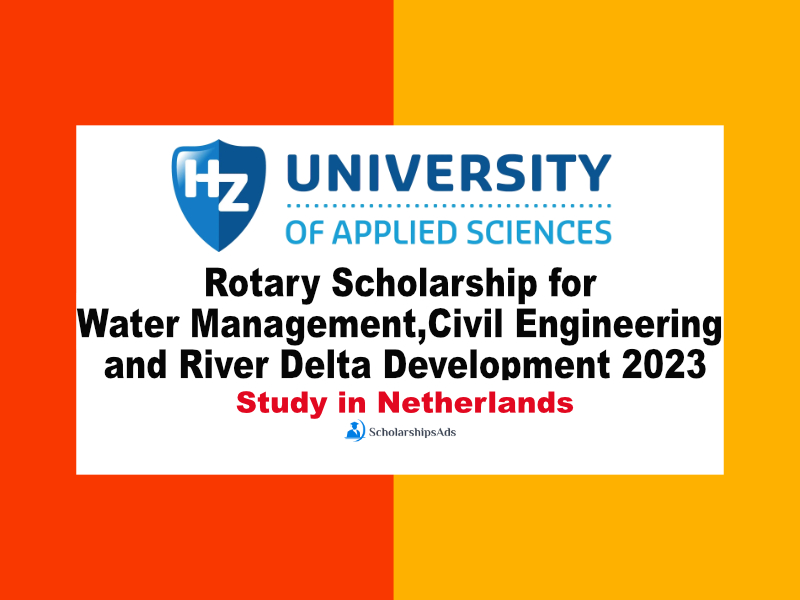 HZ
UNIVERSITY
OF APPLIED SCIENCES
Rotary Scholarship for
Water Management,Civil Engineering
and River Delta Development 2023
Study in Netherlands
ScholarshipsAds